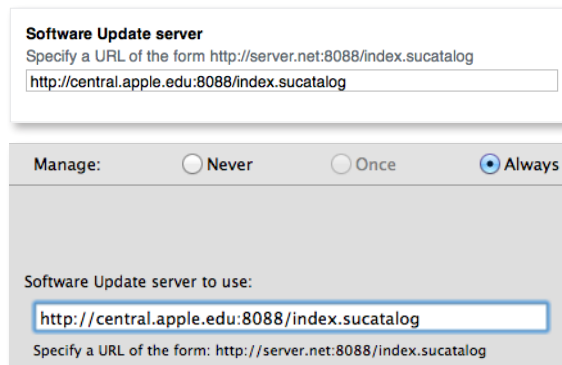 Software Update server
Specify a URL of the form http://server.net:8088/index.sucatalog
http://central.apple.edu:8088/index.sucatalog
Manage: Never Once Always
Software Update server to use:
http://central.apple.edu:8088/index.sucatalog
Specify a URL of the form: http://server.net:8088/index.sucatalog